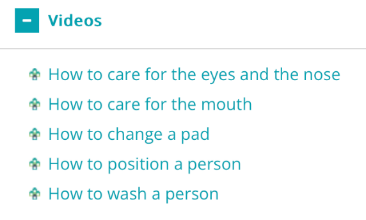 Videos
How to care for the eyes and the nose
How to care for the mouth
How to change a pad
How to position a person
How to wash a person